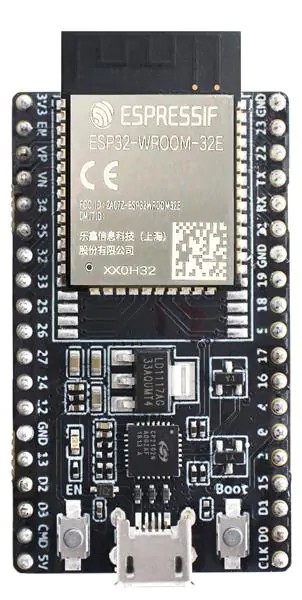 ESPRESSIF
ESP32-WROOM-32E
CE
FCC ID:2AC7Z-ESP32WROOM32E
CMIIT ID:
乐鑫信息科技(上海)
股份有限公司
XX0H32
3V3
EN
VP
VN
34
35
32
33
25
26
27
14
12
GND
13
D2
D3
CMD
5V
GND
23
22
TX
RX
21
GND
19
18
5
17
16
4
0
2
15
D1
D0
CLK
LD1117AG
EN
Boot